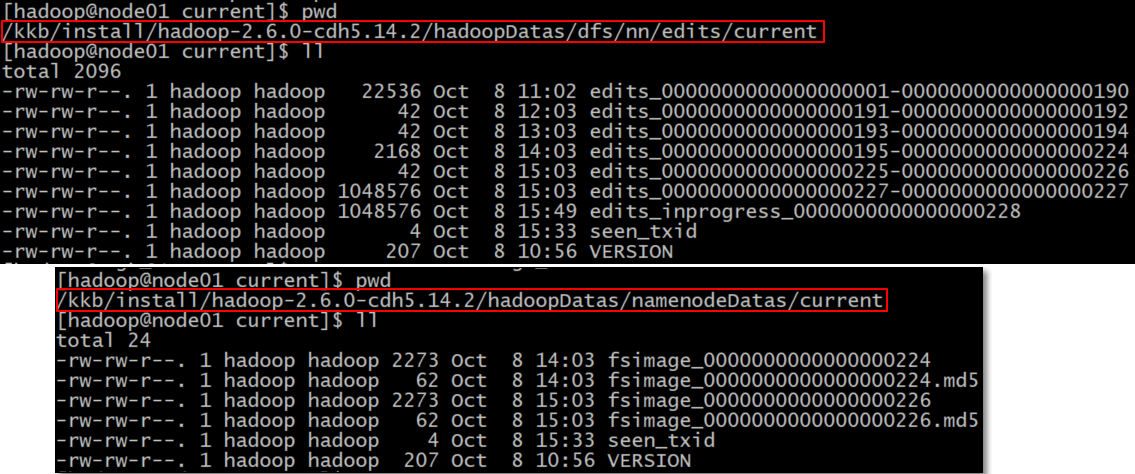 [hadoop@node01 current]$ pwd
/kkb/install/hadoop-2.6.0-cdh5.14.2/hadoopDatas/dfs/nn/edits/current
[hadoop@node01 current]$ ll
total 2096
-rw-rw-r--. 1 hadoop hadoop   22536 Oct  8 11:02 edits_0000000000000000001-0000000000000000190
-rw-rw-r--. 1 hadoop hadoop      42 Oct  8 12:03 edits_0000000000000000191-0000000000000000192
-rw-rw-r--. 1 hadoop hadoop      42 Oct  8 13:03 edits_0000000000000000193-0000000000000000194
-rw-rw-r--. 1 hadoop hadoop    2168 Oct  8 14:03 edits_0000000000000000195-0000000000000000224
-rw-rw-r--. 1 hadoop hadoop      42 Oct  8 15:03 edits_0000000000000000225-0000000000000000226
-rw-rw-r--. 1 hadoop hadoop 1048576 Oct  8 15:03 edits_0000000000000000227-0000000000000000227
-rw-rw-r--. 1 hadoop hadoop 1048576 Oct  8 15:49 edits_inprogress_0000000000000000228
-rw-rw-r--. 1 hadoop hadoop       4 Oct  8 15:33 seen_txid
-rw-rw-r--. 1 hadoop hadoop     207 Oct  8 10:56 VERSION
[hadoop@node01 current]$ pwd
/kkb/install/hadoop-2.6.0-cdh5.14.2/hadoopDatas/namenodeDatas/current
[hadoop@node01 current]$ ll
total 24
-rw-rw-r--. 1 hadoop hadoop 2273 Oct  8 14:03 fsimage_0000000000000000224
-rw-rw-r--. 1 hadoop hadoop   62 Oct  8 14:03 fsimage_0000000000000000224.md5
-rw-rw-r--. 1 hadoop hadoop 2273 Oct  8 15:03 fsimage_0000000000000000226
-rw-rw-r--. 1 hadoop hadoop   62 Oct  8 15:03 fsimage_0000000000000000226.md5
-rw-rw-r--. 1 hadoop hadoop    4 Oct  8 15:33 seen_txid
-rw-rw-r--. 1 hadoop hadoop  207 Oct  8 10:56 VERSION